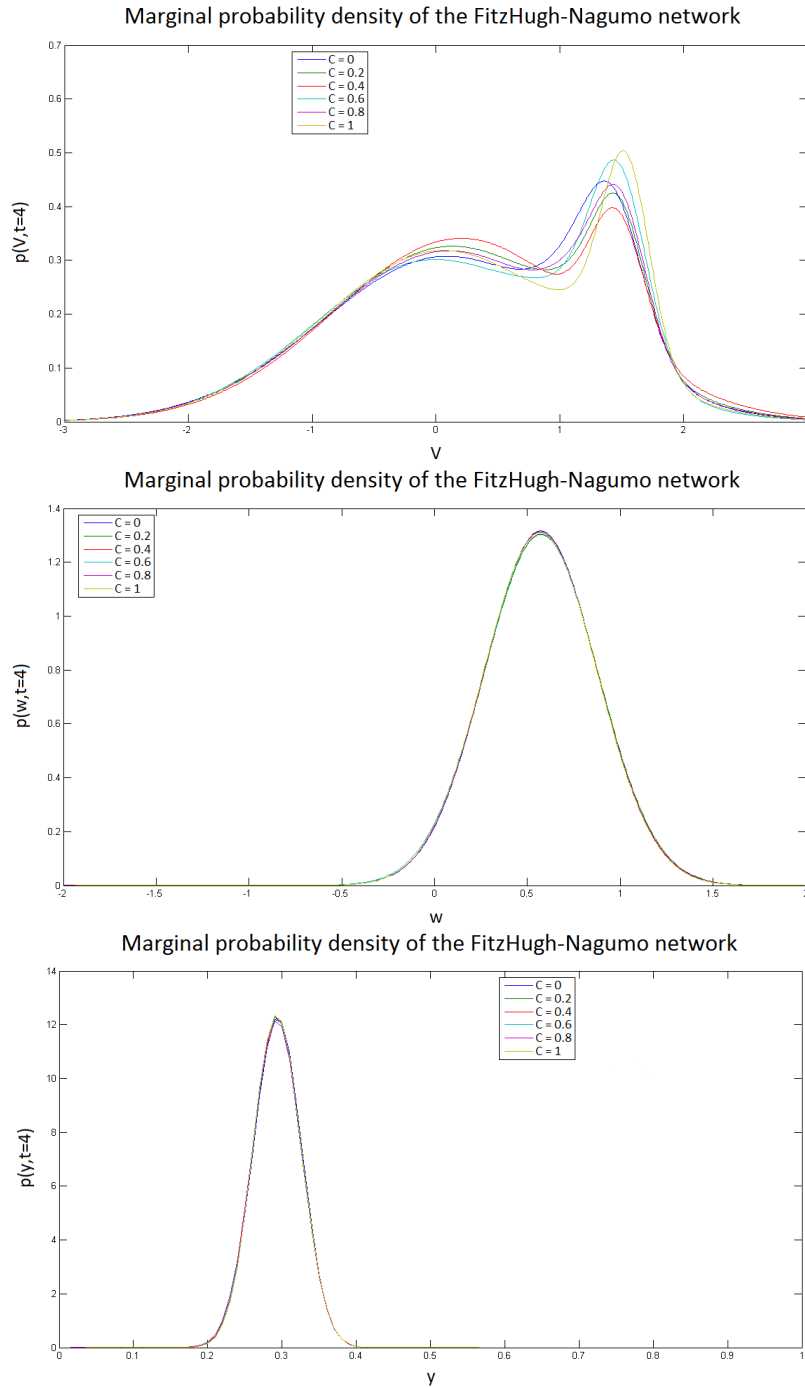 Marginal probability density of the FitzHugh-Nagumo network
C = 0
C = 0.2
C = 0.4
C = 0.6
C = 0.8
C = 1
0.7
0.6
0.5
0.4
0.3
0.2
0.1
0
p(V,t=4)
-3 -2 -1 0 1 2
V
Marginal probability density of the FitzHugh-Nagumo network
C = 0
C = 0.2
C = 0.4
C = 0.6
C = 0.8
C = 1
1.4
1.2
1
0.8
0.6
0.4
0.2
0
p(w,t=4)
-2 -1.5 -1 -0.5 0 0.5 1 1.5 2
w
Marginal probability density of the FitzHugh-Nagumo network
C = 0
C = 0.2
C = 0.4
C = 0.6
C = 0.8
C = 1
14
12
10
8
6
4
2
0
p(y,t=4)
0 0.1 0.2 0.3 0.4 0.5 0.6 0.7 0.8 0.9 1
y